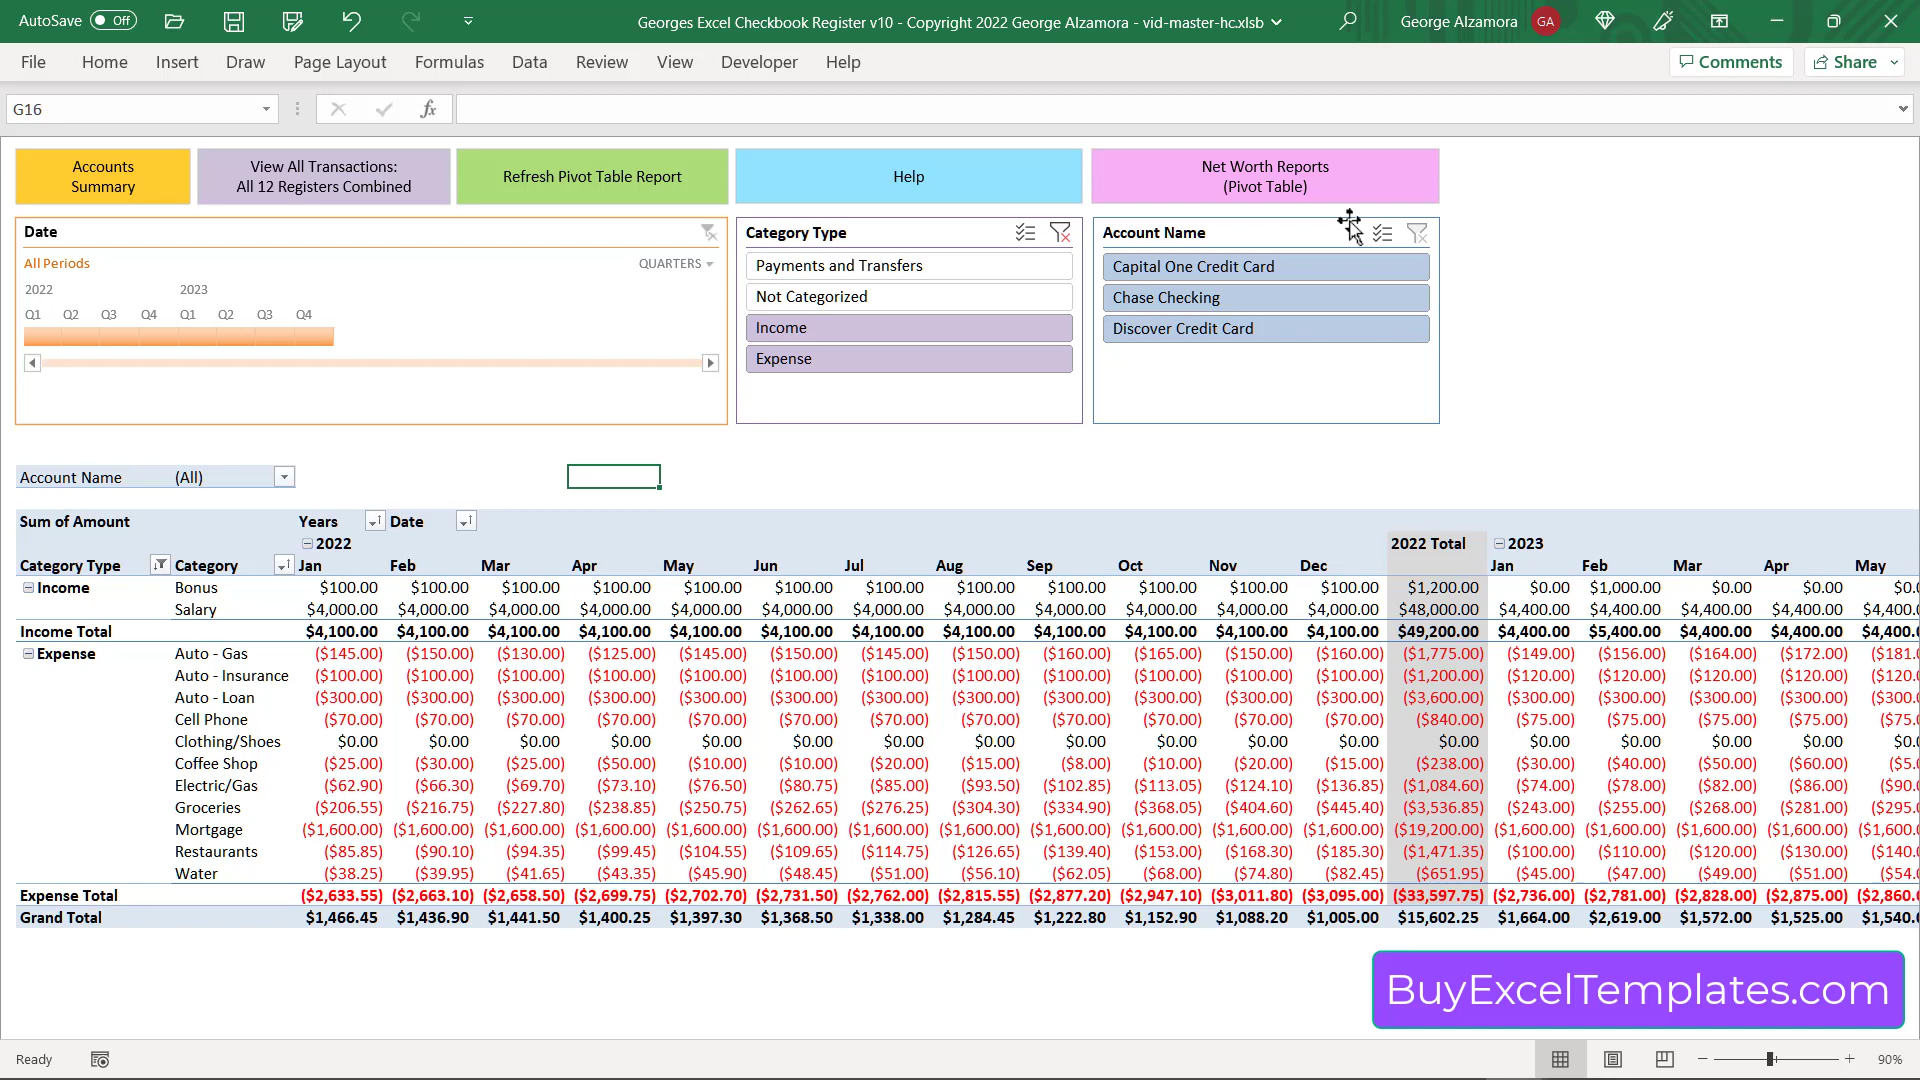 AutoSave Off Georges Excel Checkbook Register v10 - Copyright 2022 George Alzamora - vid-master-hc.xlsb George Alzamora GA
File Home Insert Draw Page Layout Formulas Data Review View Developer Help Comments Share
G16 fx
Accounts Summary
View All Transactions: All 12 Registers Combined
Refresh Pivot Table Report
Help
Net Worth Reports (Pivot Table)
Date
All Periods QUARTERS
2022 2023
Q1 Q2 Q3 Q4 Q1 Q2 Q3 Q4
Category Type
Payments and Transfers
Not Categorized
Income
Expense
Account Name
Capital One Credit Card
Chase Checking
Discover Credit Card
Account Name (All)
Sum of Amount Years Date
2022 2022 Total 2023
Category Type Category Jan Feb Mar Apr May Jun Jul Aug Sep Oct Nov Dec Jan Feb Mar Apr May
Income Bonus $100.00 $100.00 $100.00 $100.00 $100.00 $100.00 $100.00 $100.00 $100.00 $100.00 $100.00 $100.00 $1,200.00 $0.00 $1,000.00 $0.00 $0.00 $0.0
Salary $4,000.00 $4,000.00 $4,000.00 $4,000.00 $4,000.00 $4,000.00 $4,000.00 $4,000.00 $4,000.00 $4,000.00 $4,000.00 $4,000.00 $48,000.00 $4,400.00 $4,400.00 $4,400.00 $4,400.00 $4,400.
Income Total $4,100.00 $4,100.00 $4,100.00 $4,100.00 $4,100.00 $4,100.00 $4,100.00 $4,100.00 $4,100.00 $4,100.00 $4,100.00 $4,100.00 $49,200.00 $4,400.00 $5,400.00 $4,400.00 $4,400.00 $4,400.
Expense Auto - Gas ($145.00) ($150.00) ($130.00) ($125.00) ($145.00) ($150.00) ($145.00) ($150.00) ($160.00) ($165.00) ($150.00) ($160.00) ($1,775.00) ($149.00) ($156.00) ($164.00) ($172.00) ($181.
Auto - Insurance ($100.00) ($100.00) ($100.00) ($100.00) ($100.00) ($100.00) ($100.00) ($100.00) ($100.00) ($100.00) ($100.00) ($100.00) ($1,200.00) ($120.00) ($120.00) ($120.00) ($120.00) ($120.
Auto - Loan ($300.00) ($300.00) ($300.00) ($300.00) ($300.00) ($300.00) ($300.00) ($300.00) ($300.00) ($300.00) ($300.00) ($300.00) ($3,600.00) ($300.00) ($300.00) ($300.00) ($300.00) ($300.
Cell Phone ($70.00) ($70.00) ($70.00) ($70.00) ($70.00) ($70.00) ($70.00) ($70.00) ($70.00) ($70.00) ($70.00) ($70.00) ($840.00) ($75.00) ($75.00) ($75.00) ($75.00) ($75.
Clothing/Shoes $0.00 $0.00 $0.00 $0.00 $0.00 $0.00 $0.00 $0.00 $0.00 $0.00 $0.00 $0.00 $0.00 $0.00 $0.00 $0.00 $0.00 $0.0
Coffee Shop ($25.00) ($30.00) ($25.00) ($50.00) ($10.00) ($10.00) ($20.00) ($15.00) ($8.00) ($10.00) ($20.00) ($15.00) ($238.00) ($30.00) ($40.00) ($50.00) ($60.00) ($5.
Electric/Gas ($62.90) ($66.30) ($69.70) ($73.10) ($76.50) ($80.75) ($85.00) ($93.50) ($102.85) ($113.05) ($124.10) ($136.85) ($1,084.60) ($74.00) ($78.00) ($82.00) ($86.00) ($90.
Groceries ($206.55) ($216.75) ($227.80) ($238.85) ($250.75) ($262.65) ($276.25) ($304.30) ($334.90) ($368.05) ($404.60) ($445.40) ($3,536.85) ($243.00) ($255.00) ($268.00) ($281.00) ($295.
Mortgage ($1,600.00) ($1,600.00) ($1,600.00) ($1,600.00) ($1,600.00) ($1,600.00) ($1,600.00) ($1,600.00) ($1,600.00) ($1,600.00) ($1,600.00) ($1,600.00) ($19,200.00) ($1,600.00) ($1,600.00) ($1,600.00) ($1,600.00) ($1,600.
Restaurants ($85.85) ($90.10) ($94.35) ($99.45) ($104.55) ($109.65) ($114.75) ($126.65) ($139.40) ($153.00) ($168.30) ($185.30) ($1,471.35) ($100.00) ($110.00) ($120.00) ($130.00) ($140.
Water ($38.25) ($39.95) ($41.65) ($43.35) ($45.90) ($48.45) ($51.00) ($56.10) ($62.05) ($68.00) ($74.80) ($82.45) ($651.95) ($45.00) ($47.00) ($49.00) ($51.00) ($54.
Expense Total ($2,633.55) ($2,663.10) ($2,658.50) ($2,699.75) ($2,702.70) ($2,731.50) ($2,762.00) ($2,815.55) ($2,877.20) ($2,947.10) ($3,011.80) ($3,095.00) ($33,597.75) ($2,736.00) ($2,781.00) ($2,828.00) ($2,875.00) ($2,860.
Grand Total $1,466.45 $1,436.90 $1,441.50 $1,400.25 $1,397.30 $1,368.50 $1,338.00 $1,284.45 $1,222.80 $1,152.90 $1,088.20 $1,005.00 $15,602.25 $1,664.00 $2,619.00 $1,572.00 $1,525.00 $1,540.
BuyExcelTemplates.com
Ready 90%